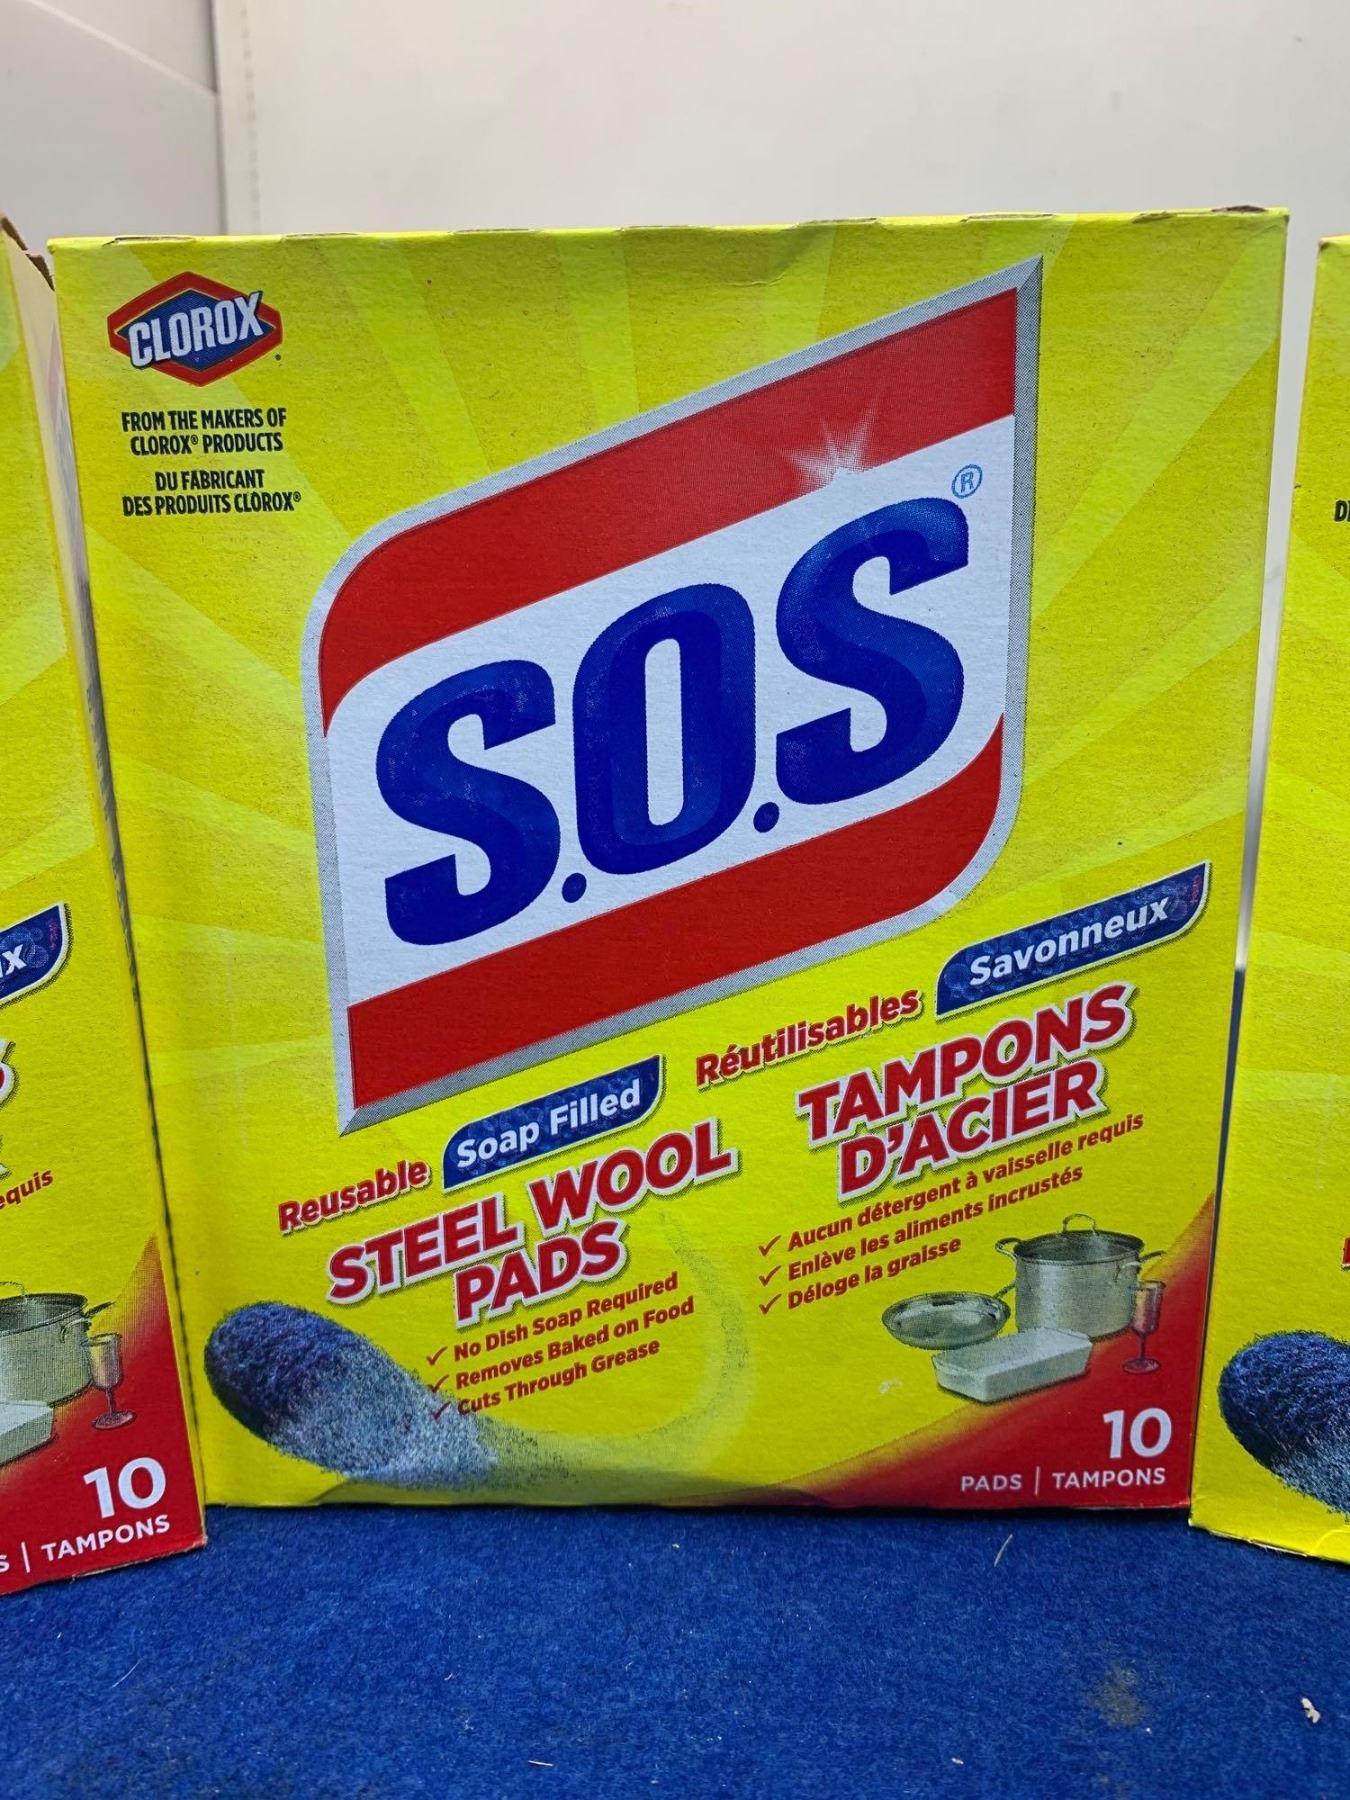 CLOROX
FROM THE MAKERS OF
CLOROX® PRODUCTS
DU FABRICANT
DES PRODUITS CLOROX®
S.O.S
®
Reusable Soap Filled
STEEL WOOL
PADS
✓ No Dish Soap Required
✓ Removes Baked on Food
✓ Cuts Through Grease
Réutilisables Savonneux
TAMPONS
D'ACIER
✓ Aucun détergent à vaisselle requis
✓ Enlève les aliments incrustés
✓ Déloge la graisse
10
PADS | TAMPONS
10
S | TAMPONS
equis